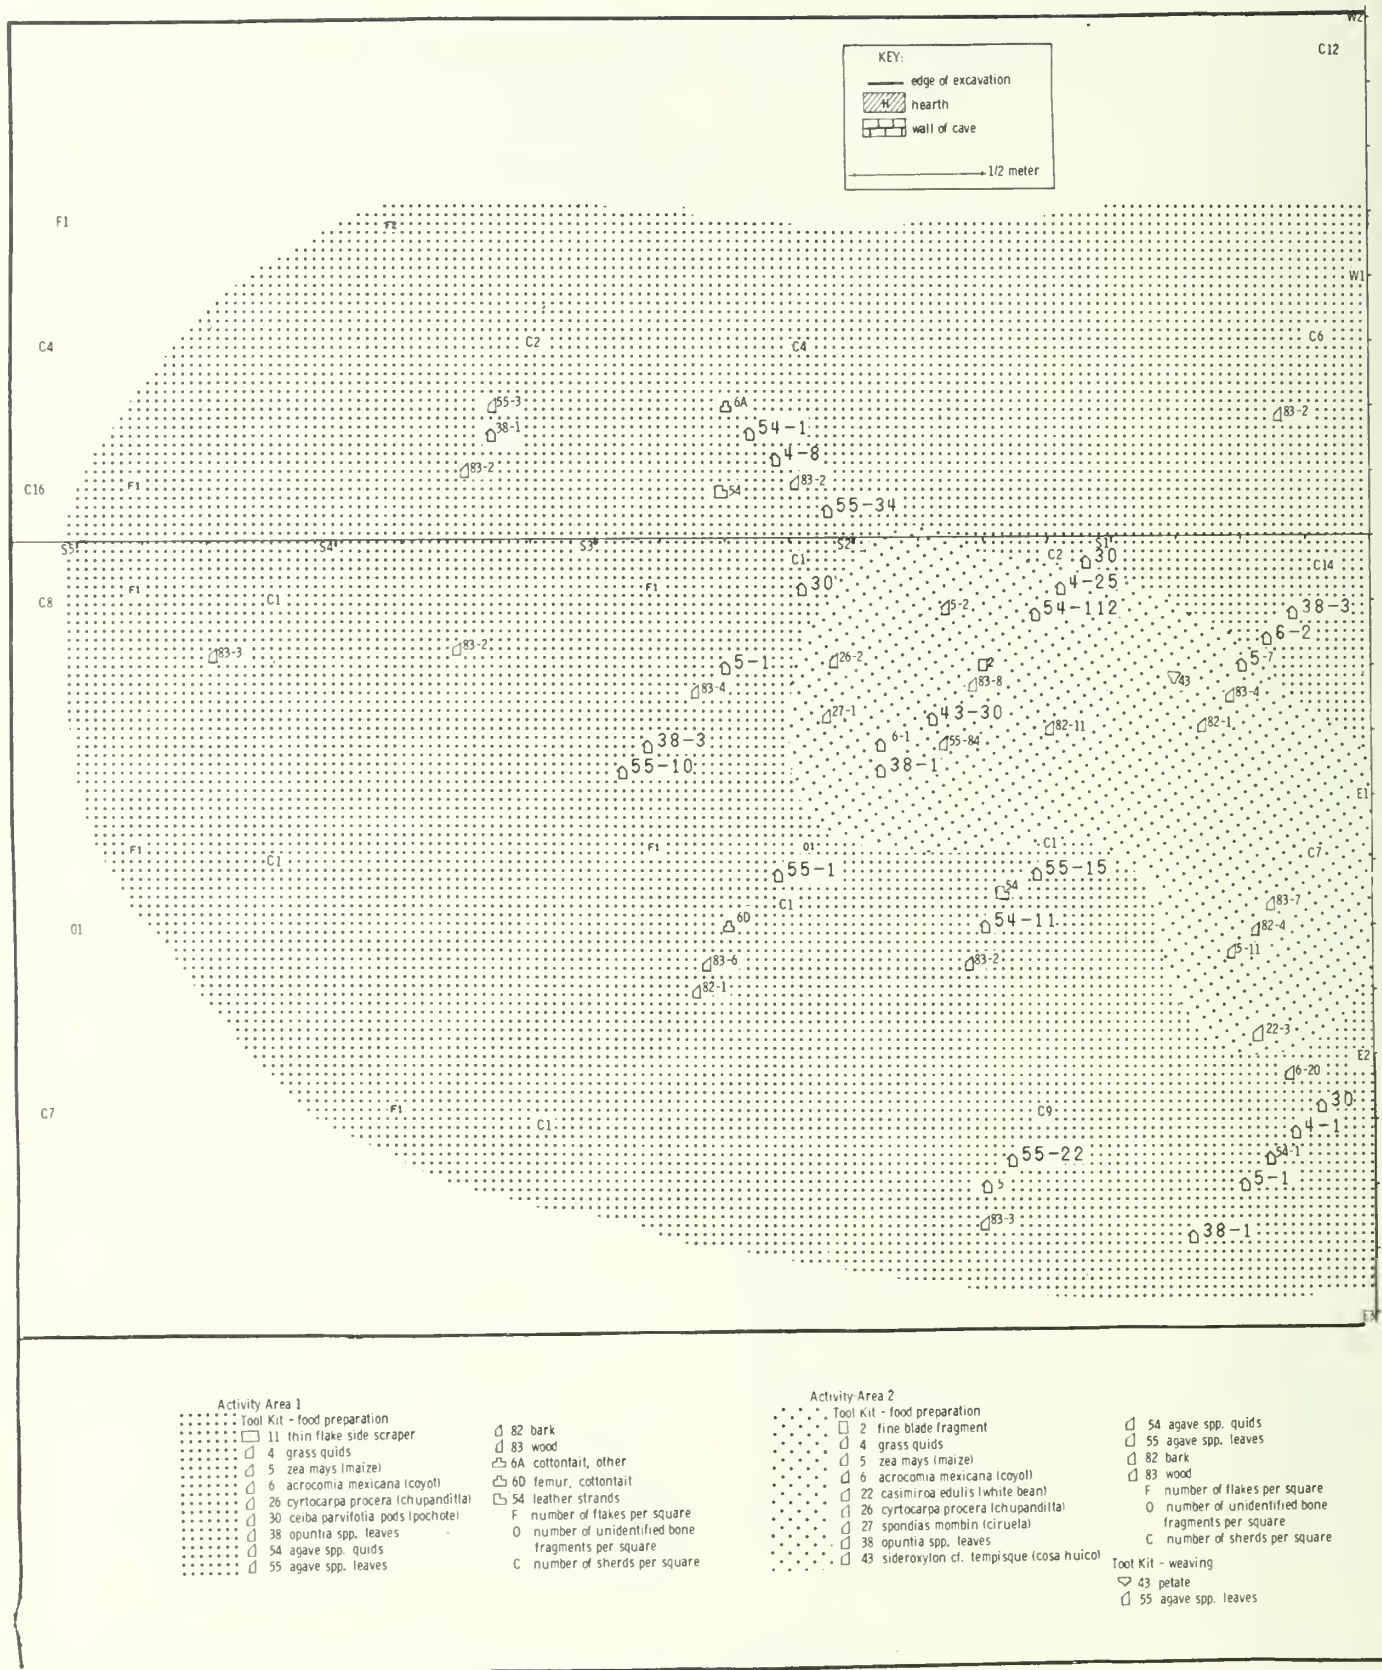 W2
C12
KEY:
edge of excavation
H hearth
wall of cave
1/2 meter
F1
F2
W1
C4
C2
C4
C6
55-3
6A
83-2
38-1
54-1
4-8
83-2
83-2
C16
F1
54
55-34
S5
S4
S3
S2
S1
C1
C2
30
C14
F1
F1
30
4-25
C8
C1
5-2
54-112
38-3
6-2
83-3
83-2
5-1
26-2
2
5-7
83-4
83-8
43
83-4
27-1
43-30
82-11
82-1
38-3
6-1
55-84
55-10
38-1
E1
F1
F1
01
C1
C7
C1
55-1
55-15
54
C1
83-7
01
6D
54-11
82-4
5-11
83-6
83-2
82-1
22-3
E2
6-20
C7
F1
C9
30
C1
4-1
55-22
54-1
5
5-1
83-3
38-1
E3
Activity Area 1
Tool Kit - food preparation
11 thin flake side scraper
4 grass quids
5 zea mays (maize)
6 acrocomia mexicana (coyol)
26 cyrtocarpa procera (chupandilla)
30 ceiba parvifotia pods (pochote)
38 opuntia spp. leaves
54 agave spp. quids
55 agave spp. leaves
82 bark
83 wood
6A cottontait, other
6D femur, cottontait
54 leather strands
F number of flakes per square
O number of unidentified bone
fragments per square
C number of sherds per square
Activity Area 2
Tool Kit - food preparation
2 fine blade fragment
4 grass quids
5 zea mays (maize)
6 acrocomia mexicana (coyol)
22 casimiroa edulis (white bean)
26 cyrtocarpa procera (chupandilta)
27 spondias mombin (ciruela)
38 opuntia spp. leaves
43 sideroxylon cf. tempisque (cosa huico)
54 agave spp. quids
55 agave spp. leaves
82 bark
83 wood
F number of flakes per square
O number of unidentified bone
fragments per square
C number of sherds per square
Toot Kit - weaving
43 petate
55 agave spp. leaves